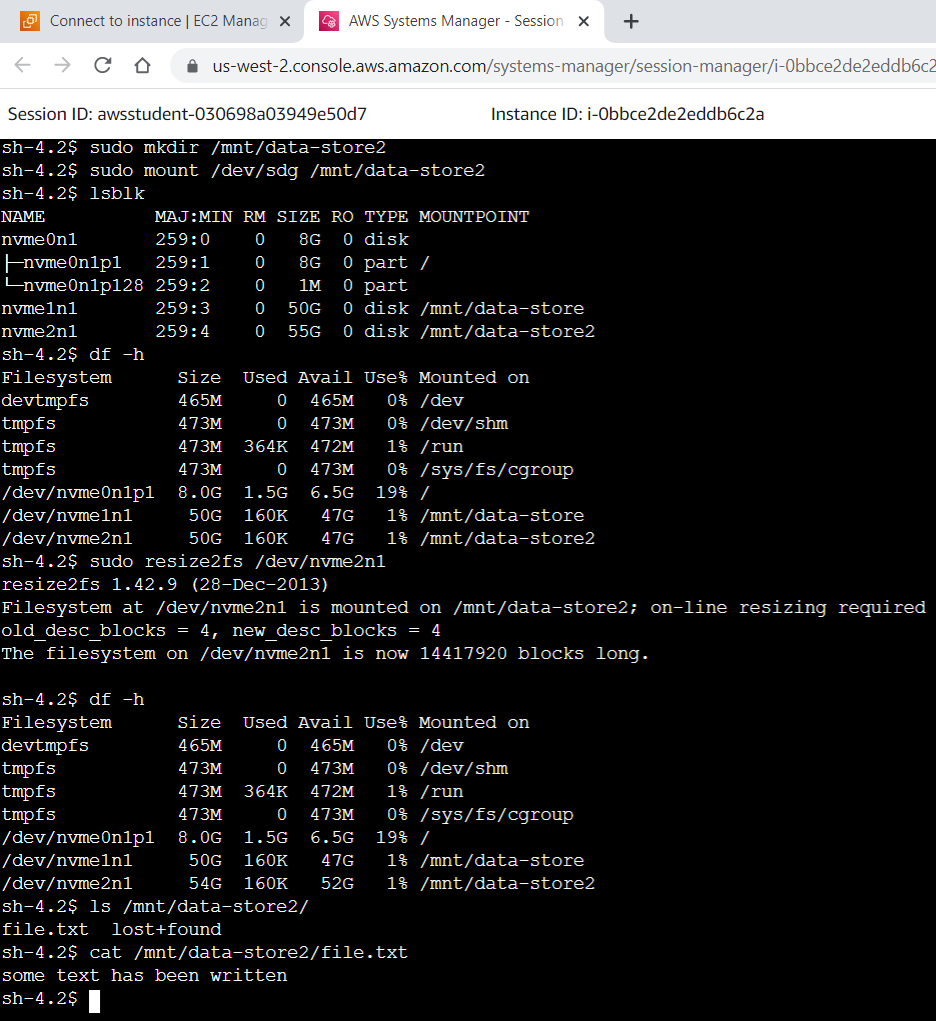 Connect to instance | EC2 Manag
AWS Systems Manager - Session
us-west-2.console.aws.amazon.com/systems-manager/session-manager/i-0bbce2de2eddb6c2
Session ID: awsstudent-030698a03949e50d7 Instance ID: i-0bbce2de2eddb6c2a
sh-4.2$ sudo mkdir /mnt/data-store2
sh-4.2$ sudo mount /dev/sdg /mnt/data-store2
sh-4.2$ lsblk
NAME          MAJ:MIN RM SIZE RO TYPE MOUNTPOINT
nvme0n1       259:0    0   8G  0 disk
├─nvme0n1p1   259:1    0   8G  0 part /
└─nvme0n1p128 259:2    0   1M  0 part
nvme1n1       259:3    0  50G  0 disk /mnt/data-store
nvme2n1       259:4    0  55G  0 disk /mnt/data-store2
sh-4.2$ df -h
Filesystem      Size  Used Avail Use% Mounted on
devtmpfs        465M     0  465M   0% /dev
tmpfs           473M     0  473M   0% /dev/shm
tmpfs           473M  364K  472M   1% /run
tmpfs           473M     0  473M   0% /sys/fs/cgroup
/dev/nvme0n1p1  8.0G  1.5G  6.5G  19% /
/dev/nvme1n1     50G  160K   47G   1% /mnt/data-store
/dev/nvme2n1     50G  160K   47G   1% /mnt/data-store2
sh-4.2$ sudo resize2fs /dev/nvme2n1
resize2fs 1.42.9 (28-Dec-2013)
Filesystem at /dev/nvme2n1 is mounted on /mnt/data-store2; on-line resizing required
old_desc_blocks = 4, new_desc_blocks = 4
The filesystem on /dev/nvme2n1 is now 14417920 blocks long.
sh-4.2$ df -h
Filesystem      Size  Used Avail Use% Mounted on
devtmpfs        465M     0  465M   0% /dev
tmpfs           473M     0  473M   0% /dev/shm
tmpfs           473M  364K  472M   1% /run
tmpfs           473M     0  473M   0% /sys/fs/cgroup
/dev/nvme0n1p1  8.0G  1.5G  6.5G  19% /
/dev/nvme1n1     50G  160K   47G   1% /mnt/data-store
/dev/nvme2n1     54G  160K   52G   1% /mnt/data-store2
sh-4.2$ ls /mnt/data-store2/
file.txt  lost+found
sh-4.2$ cat /mnt/data-store2/file.txt
some text has been written
sh-4.2$